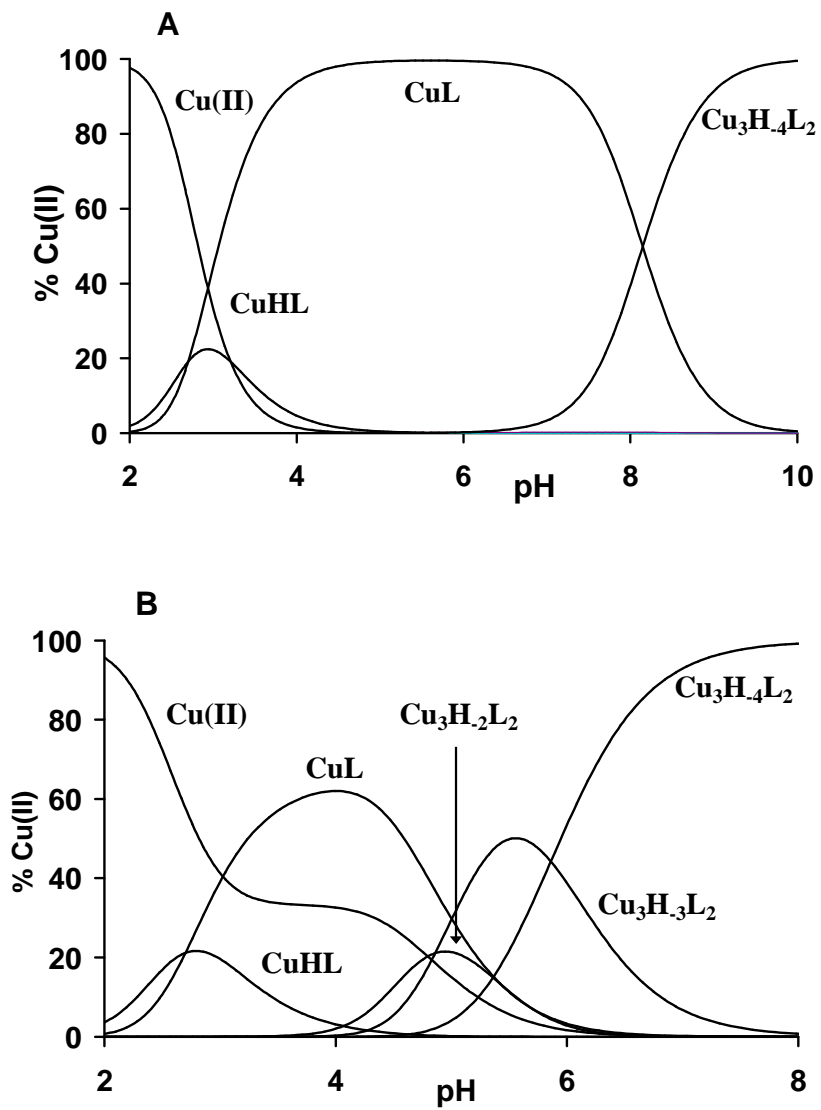 A
100
80
60
40
20
0
% Cu(II)
Cu(II)
CuL
Cu₃H₋₄L₂
CuHL
2 4 6 8 10
pH
B
100
80
60
40
20
0
% Cu(II)
Cu(II)
Cu₃H₋₂L₂
Cu₃H₋₄L₂
CuL
Cu₃H₋₃L₂
CuHL
2 4 6 8
pH